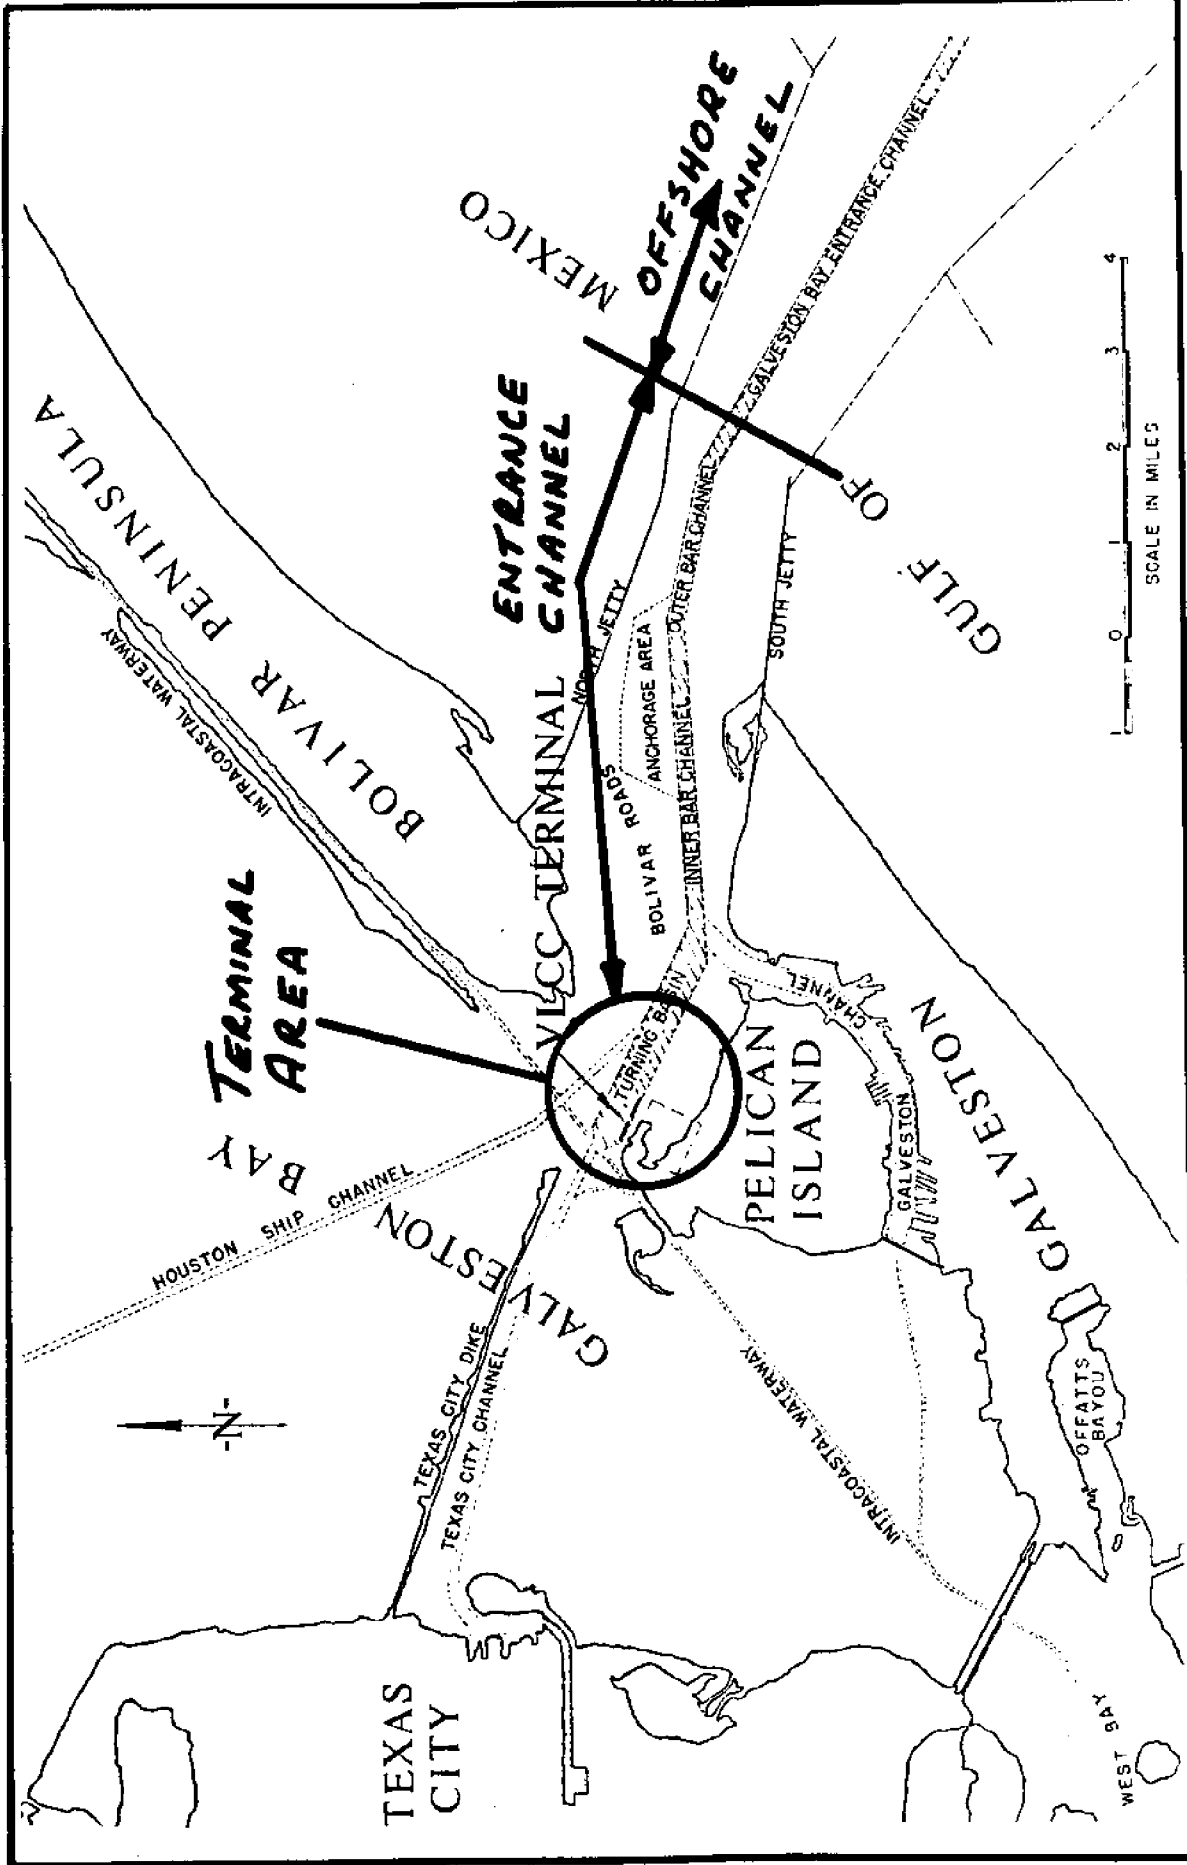 TERMINAL
AREA
ENTRANCE
CHANNEL
OFFSHORE
CHANNEL
BOLIVAR PENINSULA
INTRACOASTAL WATERWAY
GULF OF MEXICO
GALVESTON BAY
HOUSTON SHIP CHANNEL
VLCC TERMINAL
NORTH JETTY
ANCHORAGE AREA
BOLIVAR ROADS
INNER BAR CHANNEL
OUTER BAR CHANNEL
GALVESTON BAY ENTRANCE CHANNEL
SOUTH JETTY
TURNING BASIN
-N-
TEXAS CITY DIKE
TEXAS CITY CHANNEL
TEXAS
CITY
PELICAN
ISLAND
GALVESTON
CHANNEL
GALVESTON
INTRACOASTAL WATERWAY
OFFATTS
BAYOU
WEST BAY
1 0 1 2 3 4
SCALE IN MILES